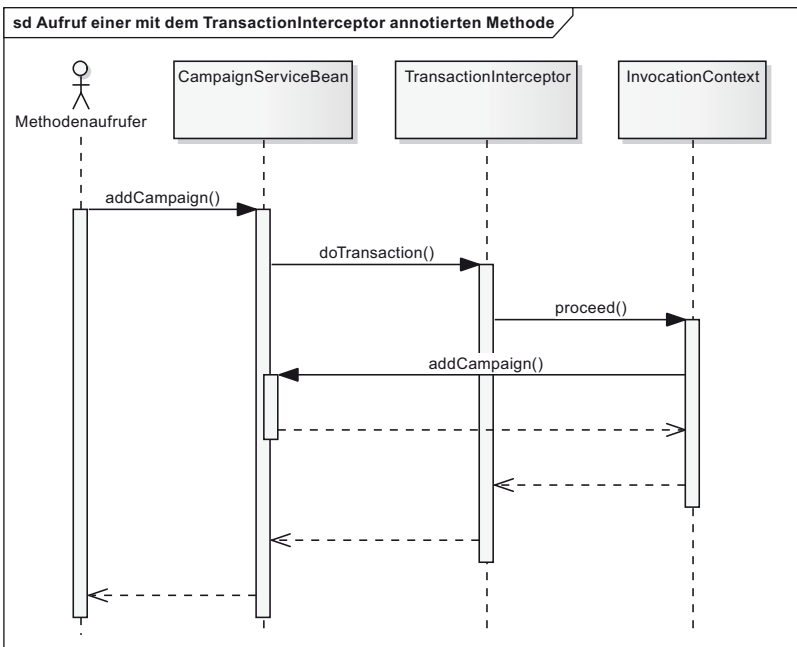 sd Aufruf einer mit dem TransactionInterceptor annotierten Methode
CampaignServiceBean
TransactionInterceptor
InvocationContext
Methodenaufrufer
addCampaign()
doTransaction()
proceed()
addCampaign()